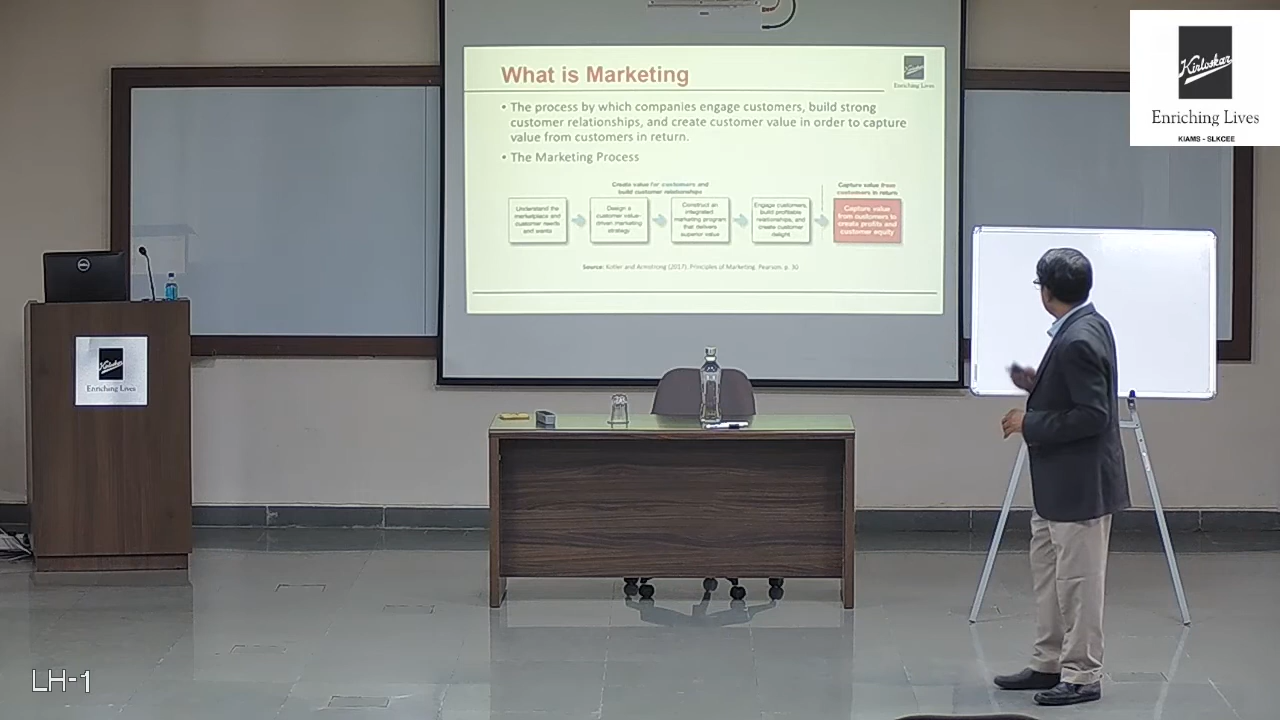 What is Marketing
Kirloskar
Enriching Lives
• The process by which companies engage customers, build strong
customer relationships, and create customer value in order to capture
value from customers in return.
• The Marketing Process
Create value for customers and
build customer relationships
Capture value from
customers in return
Understand the
marketplace and
customer needs
and wants
Design a
customer value-
driven marketing
strategy
Construct an
integrated
marketing program
that delivers
superior value
Engage customers,
build profitable
relationships, and
create customer
delight
Capture value
from customers to
create profits and
customer equity
Source: Kotler and Armstrong (2017). Principles of Marketing. Pearson. p. 30
Kirloskar
Enriching Lives
KIAMS - SLKCEE
DELL
Kirloskar
Enriching Lives
LH-1